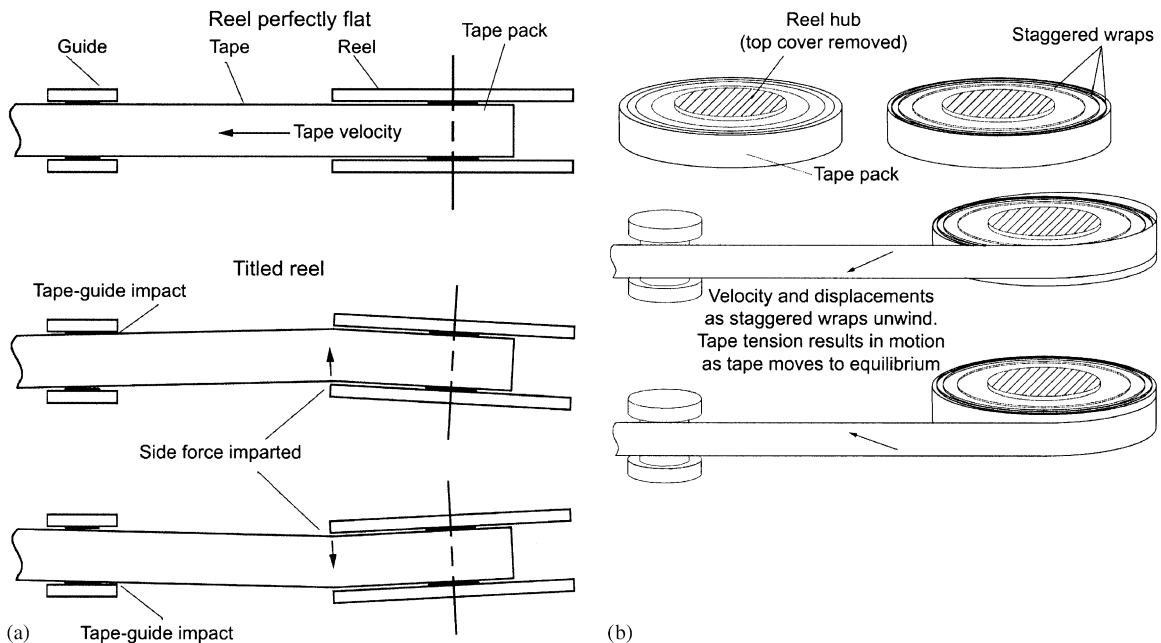 Reel perfectly flat
Guide
Tape
Reel
Tape pack
Tape velocity
Titled reel
Tape-guide impact
Side force imparted
Tape-guide impact
(a)
Reel hub
(top cover removed)
Staggered wraps
Tape pack
Velocity and displacements
as staggered wraps unwind.
Tape tension results in motion
as tape moves to equilibrium
(b)